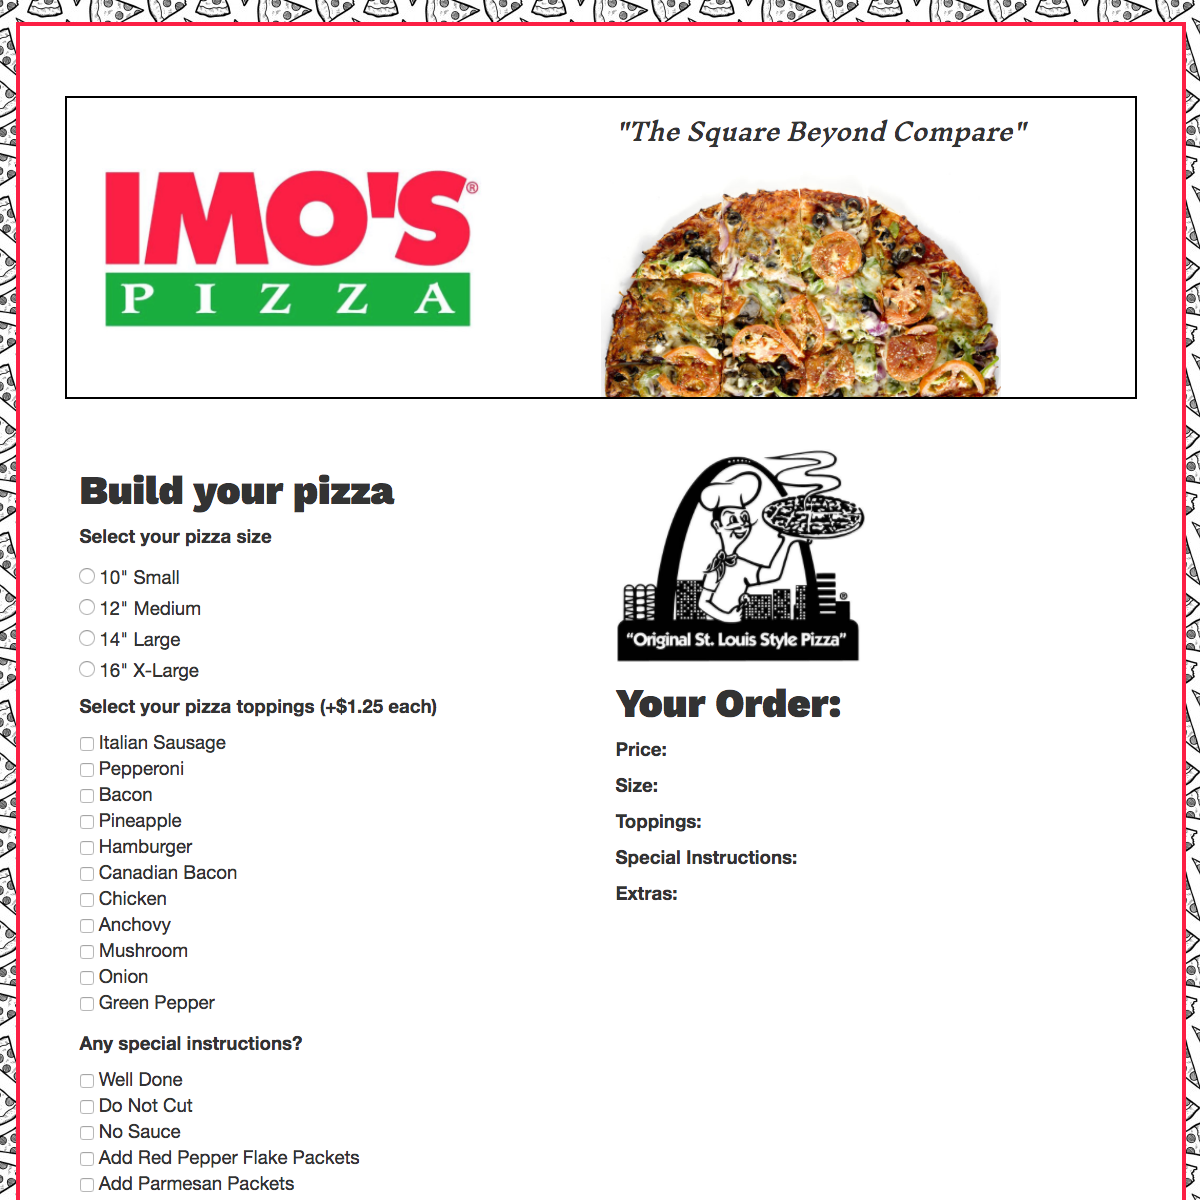 "The Square Beyond Compare"
IMO'S®
PIZZA
Build your pizza
Select your pizza size
10" Small
12" Medium
14" Large
16" X-Large
Select your pizza toppings (+$1.25 each)
Italian Sausage
Pepperoni
Bacon
Pineapple
Hamburger
Canadian Bacon
Chicken
Anchovy
Mushroom
Onion
Green Pepper
Any special instructions?
Well Done
Do Not Cut
No Sauce
Add Red Pepper Flake Packets
Add Parmesan Packets
®
“Original St. Louis Style Pizza”
Your Order:
Price:
Size:
Toppings:
Special Instructions:
Extras: